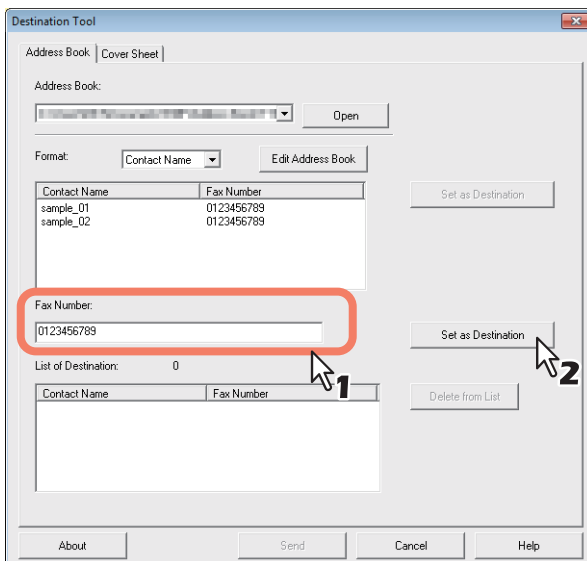 Destination Tool
Address Book Cover Sheet
Address Book:
Open
Format: Contact Name Edit Address Book
Contact Name Fax Number
sample_01 0123456789
sample_02 0123456789
Set as Destination
Fax Number:
0123456789
Set as Destination
1
2
List of Destination: 0
Contact Name Fax Number
Delete from List
About Send Cancel Help